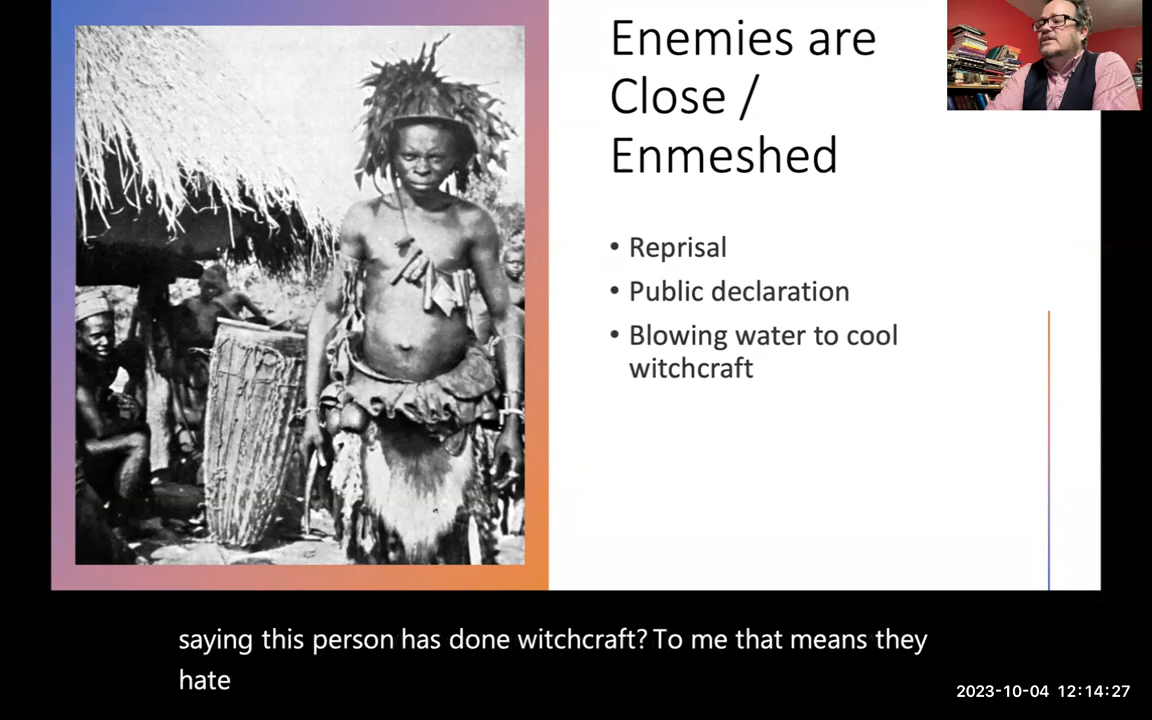 Enemies are
Close /
Enmeshed
• Reprisal
• Public declaration
• Blowing water to cool
witchcraft
saying this person has done witchcraft? To me that means they
hate
2023-10-04 12:14:27